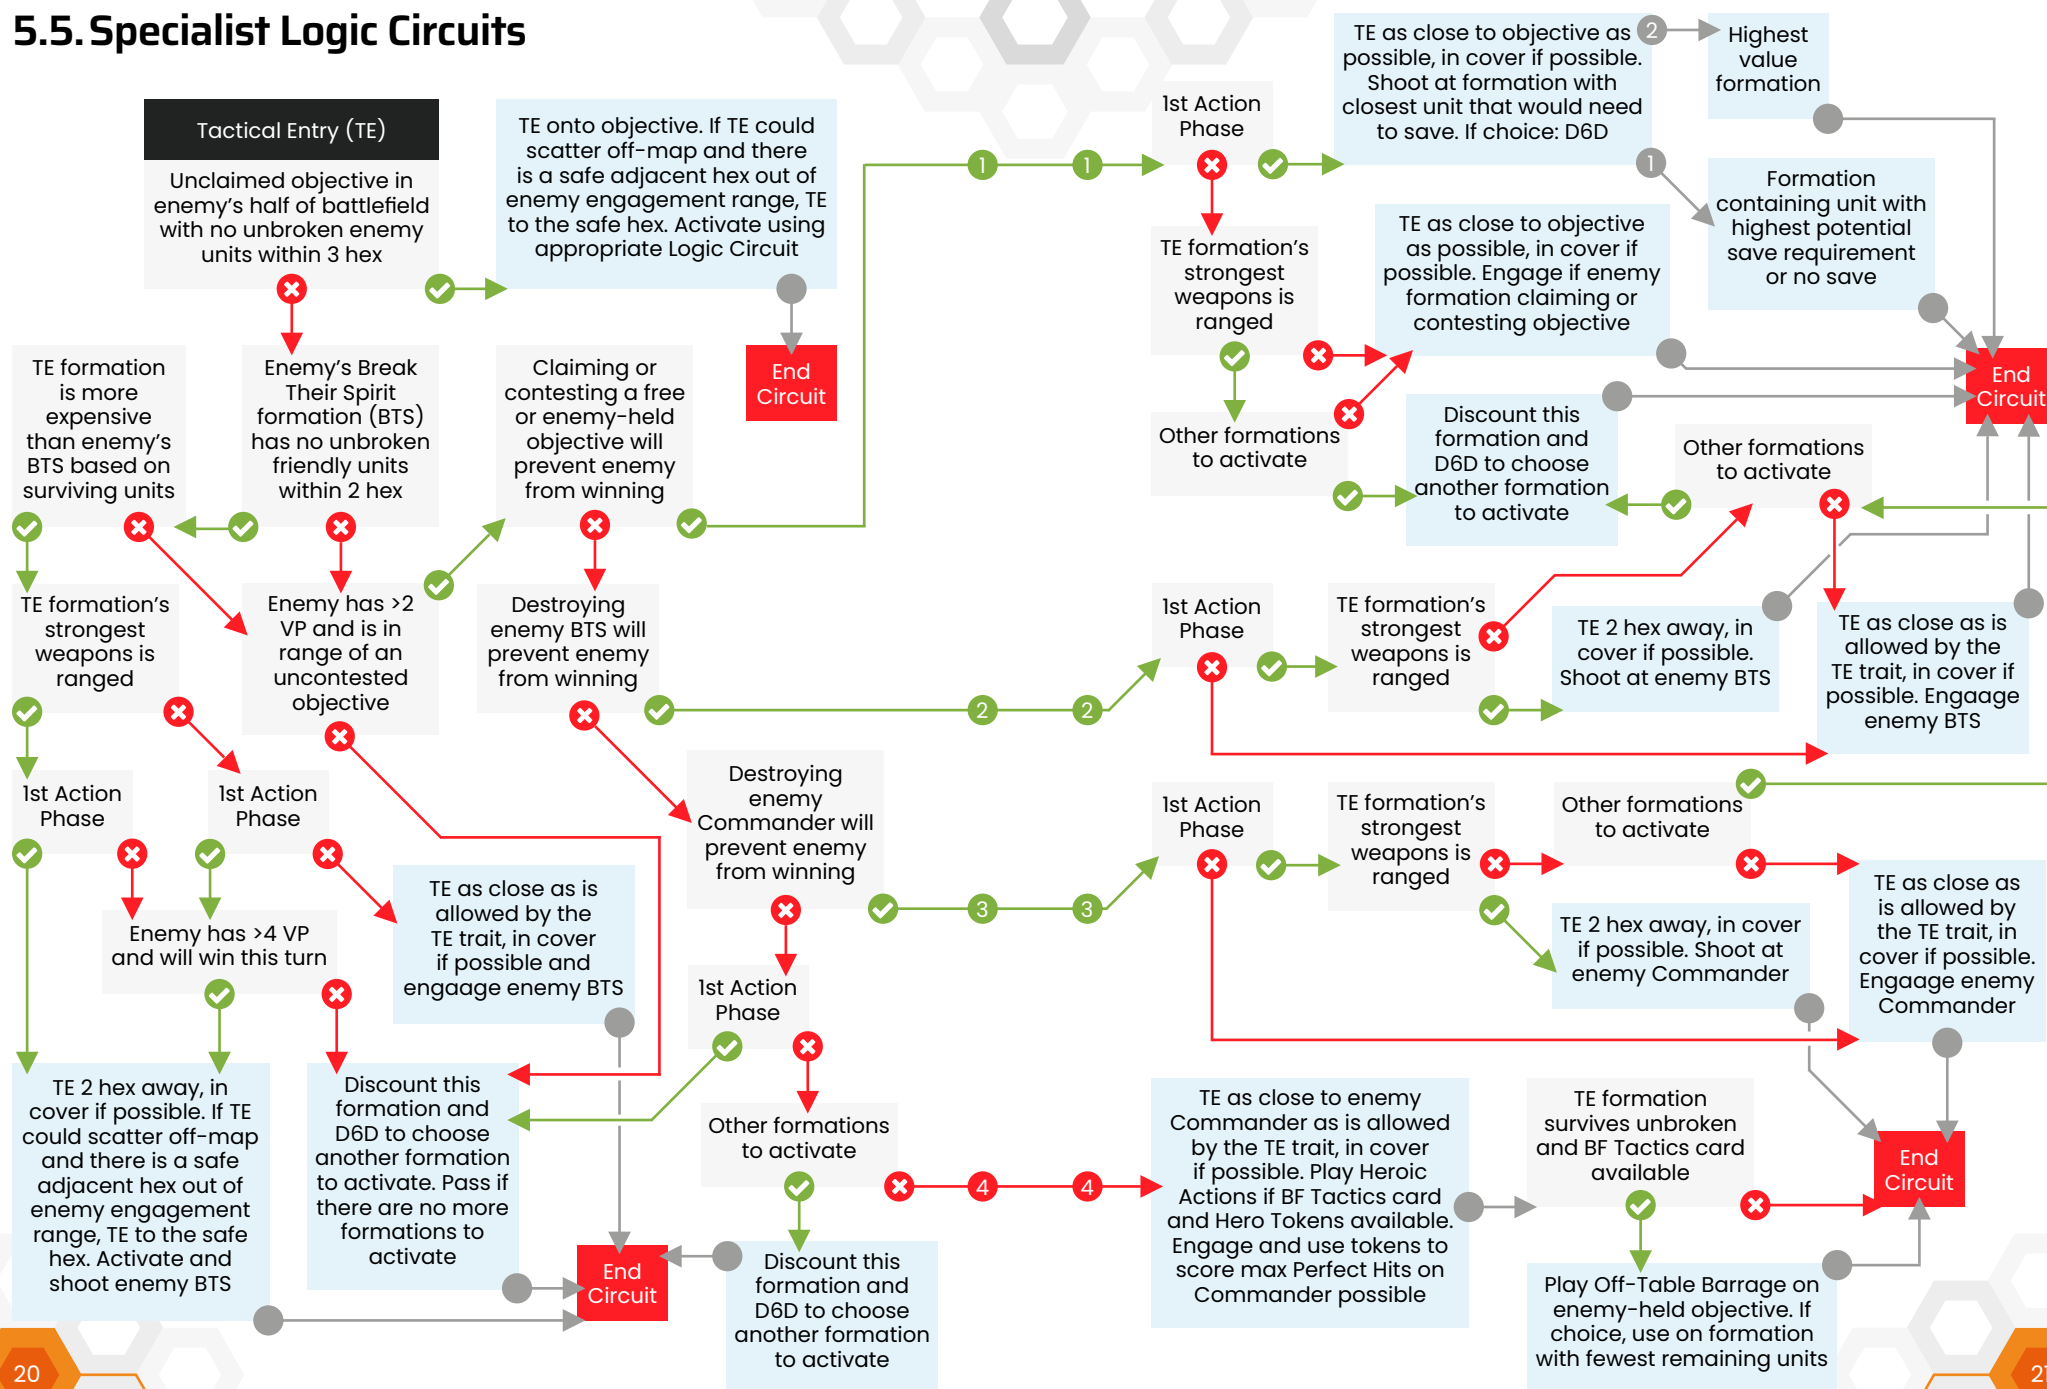 5.5. Specialist Logic Circuits
Tactical Entry (TE)
Unclaimed objective in
enemy's half of battlefield
with no unbroken enemy
units within 3 hex
TE onto objective. If TE could
scatter off-map and there
is a safe adjacent hex out of
enemy engagement range, TE
to the safe hex. Activate using
appropriate Logic Circuit
End
Circuit
TE formation
is more
expensive
than enemy's
BTS based on
surviving units
Enemy's Break
Their Spirit
formation (BTS)
has no unbroken
friendly units
within 2 hex
Claiming or
contesting a free
or enemy-held
objective will
prevent enemy
from winning
TE formation's
strongest
weapons is
ranged
Enemy has >2
VP and is in
range of an
uncontested
objective
Destroying
enemy BTS will
prevent enemy
from winning
1st Action
Phase
1st Action
Phase
Enemy has >4 VP
and will win this turn
TE as close as is
allowed by the
TE trait, in cover
if possible and
engaage enemy BTS
Destroying
enemy
Commander will
prevent enemy
from winning
1st Action
Phase
Other formations
to activate
TE 2 hex away, in
cover if possible. If TE
could scatter off-map
and there is a safe
adjacent hex out of
enemy engagement
range, TE to the safe
hex. Activate and
shoot enemy BTS
Discount this
formation and
D6D to choose
another formation
to activate. Pass if
there are no more
formations to
activate
End
Circuit
Discount this
formation and
D6D to choose
another formation
to activate
20
1
1
2
2
3
3
4
4
1st Action
Phase
TE as close to objective as
possible, in cover if possible.
Shoot at formation with
closest unit that would need
to save. If choice: D6D
2
Highest
value
formation
1
Formation
containing unit with
highest potential
save requirement
or no save
TE formation's
strongest
weapons is
ranged
TE as close to objective
as possible, in cover if
possible. Engage if enemy
formation claiming or
contesting objective
End
Circuit
Other formations
to activate
Discount this
formation and
D6D to choose
another formation
to activate
Other formations
to activate
1st Action
Phase
TE formation's
strongest
weapons is
ranged
TE 2 hex away, in
cover if possible.
Shoot at enemy BTS
TE as close as is
allowed by the
TE trait, in cover if
possible. Engaage
enemy BTS
1st Action
Phase
TE formation's
strongest
weapons is
ranged
Other formations
to activate
TE 2 hex away, in cover
if possible. Shoot at
enemy Commander
TE as close as
is allowed by
the TE trait, in
cover if possible.
Engaage enemy
Commander
TE as close to enemy
Commander as is allowed
by the TE trait, in cover
if possible. Play Heroic
Actions if BF Tactics card
and Hero Tokens available.
Engage and use tokens to
score max Perfect Hits on
Commander possible
TE formation
survives unbroken
and BF Tactics card
available
End
Circuit
Play Off-Table Barrage on
enemy-held objective. If
choice, use on formation
with fewest remaining units